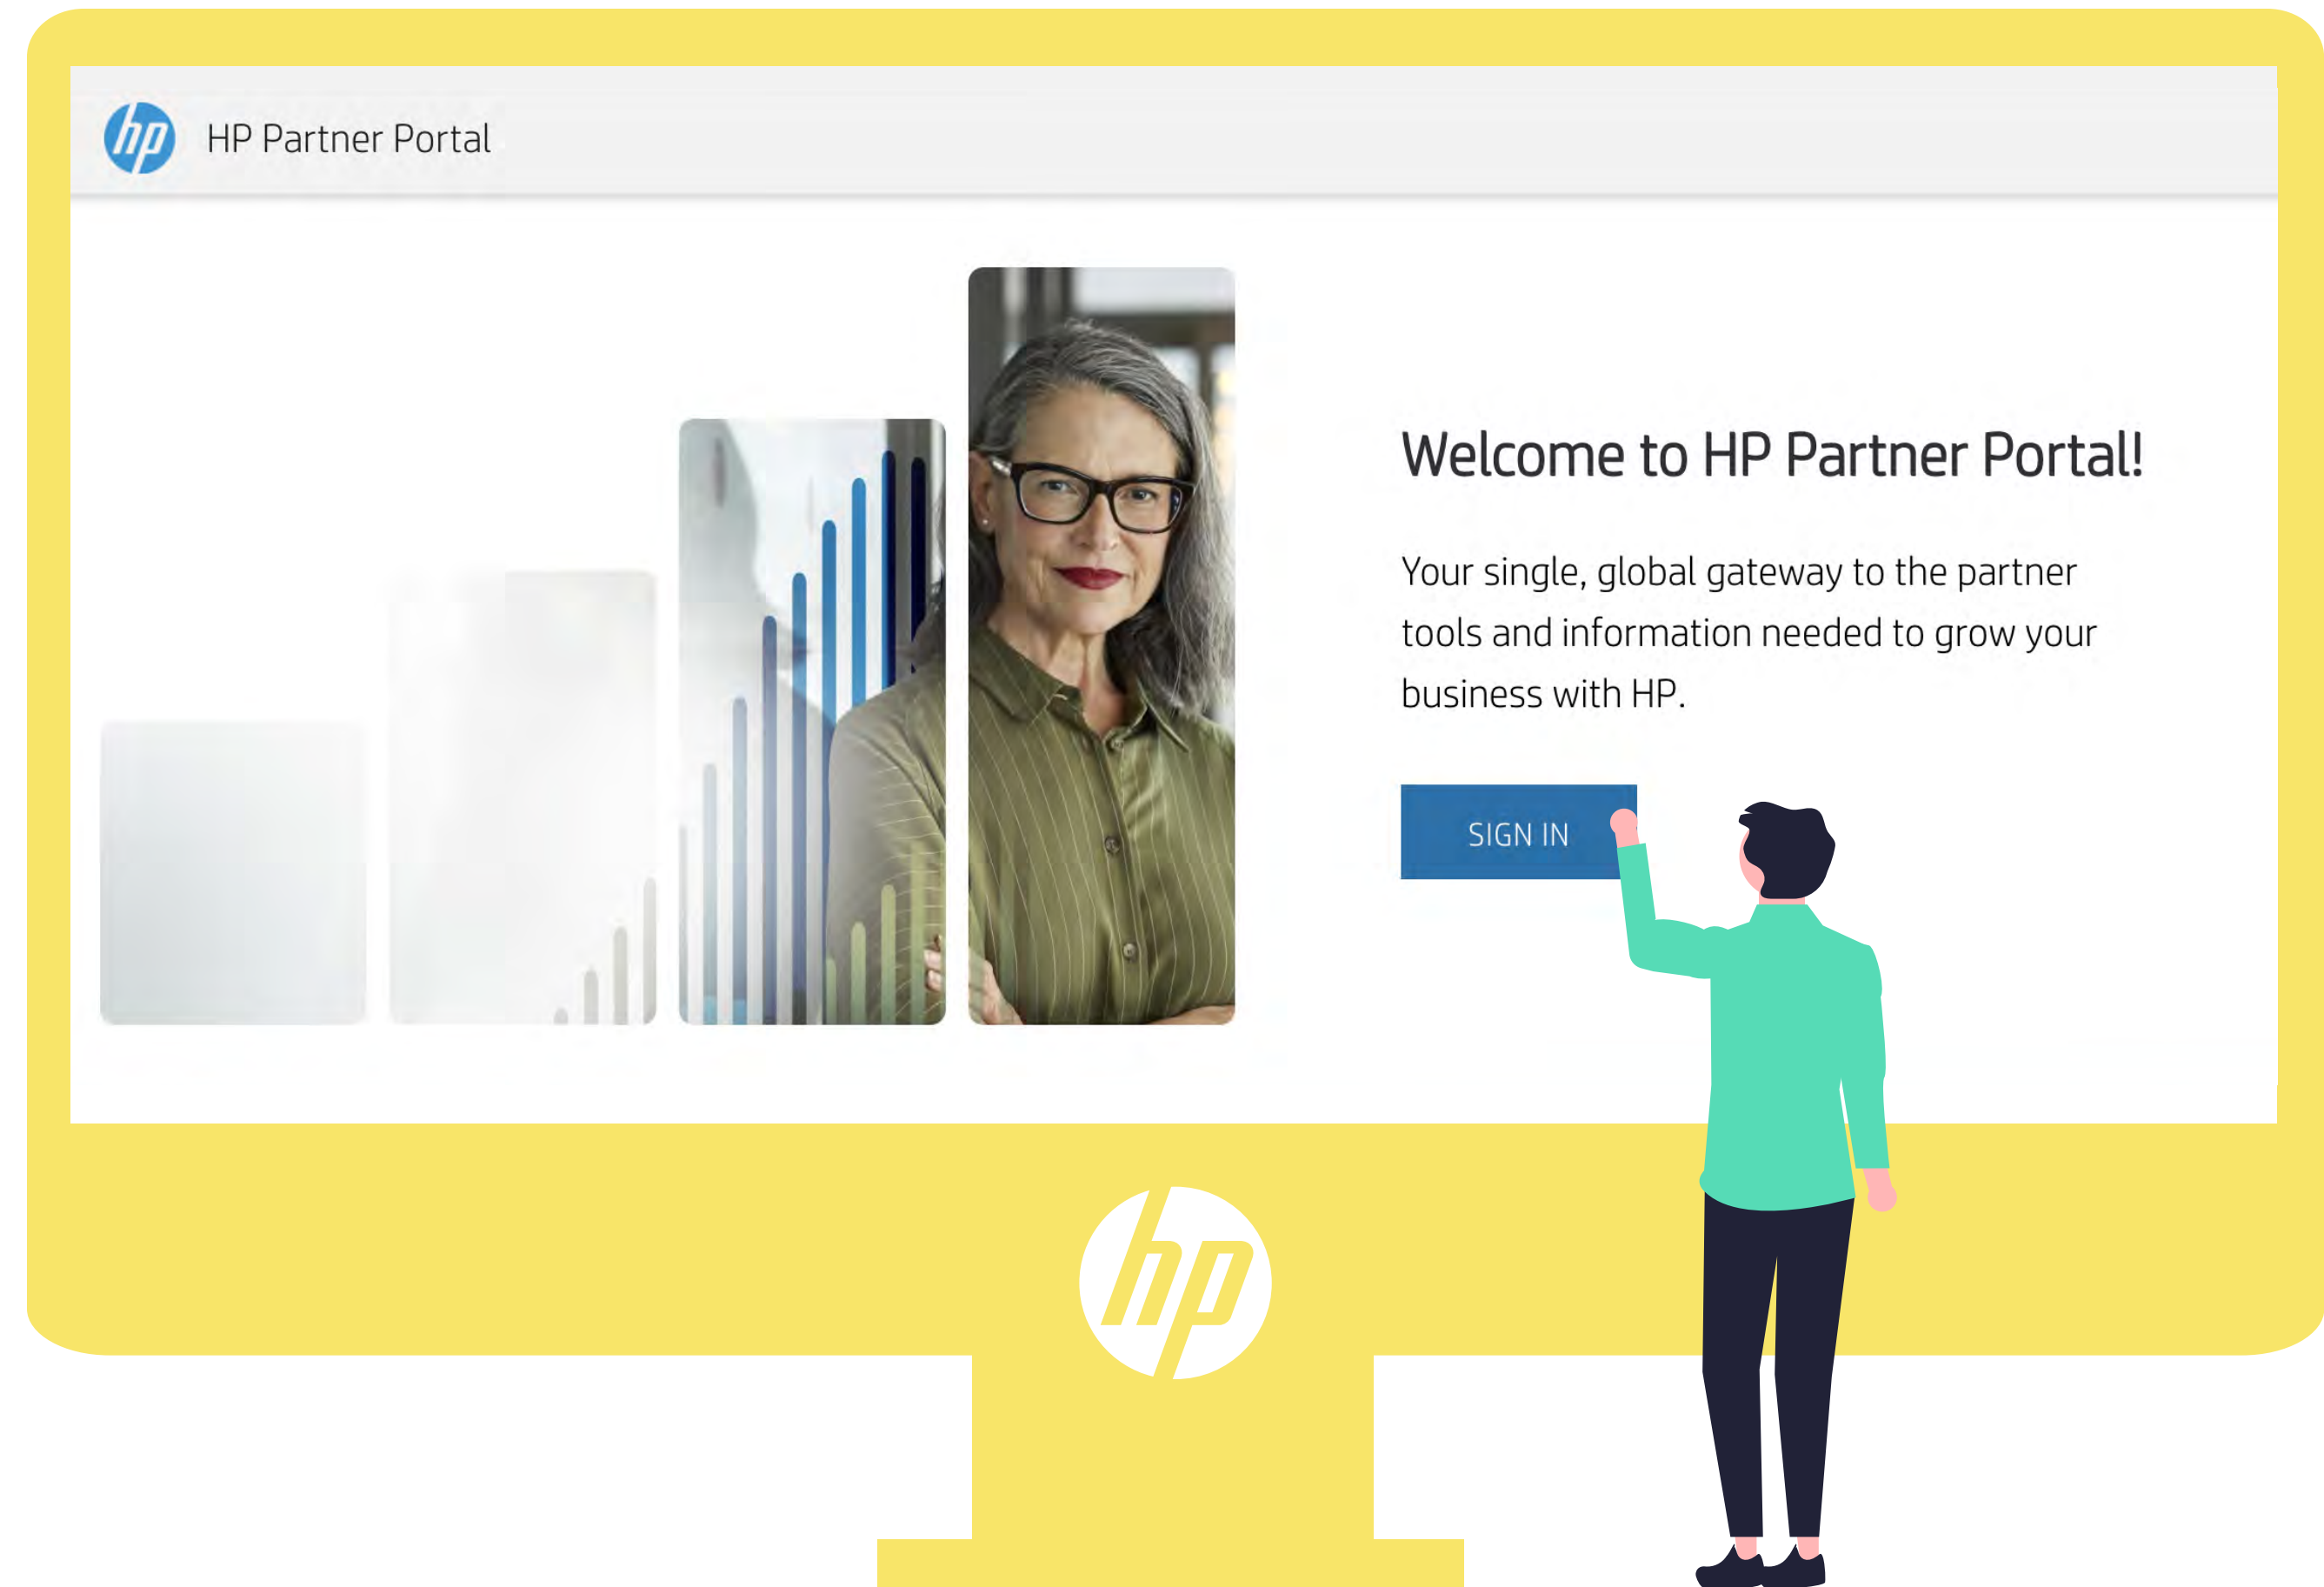 hp HP Partner Portal
Welcome to HP Partner Portal!
Your single, global gateway to the partner
tools and information needed to grow your
business with HP.
SIGN IN
hp